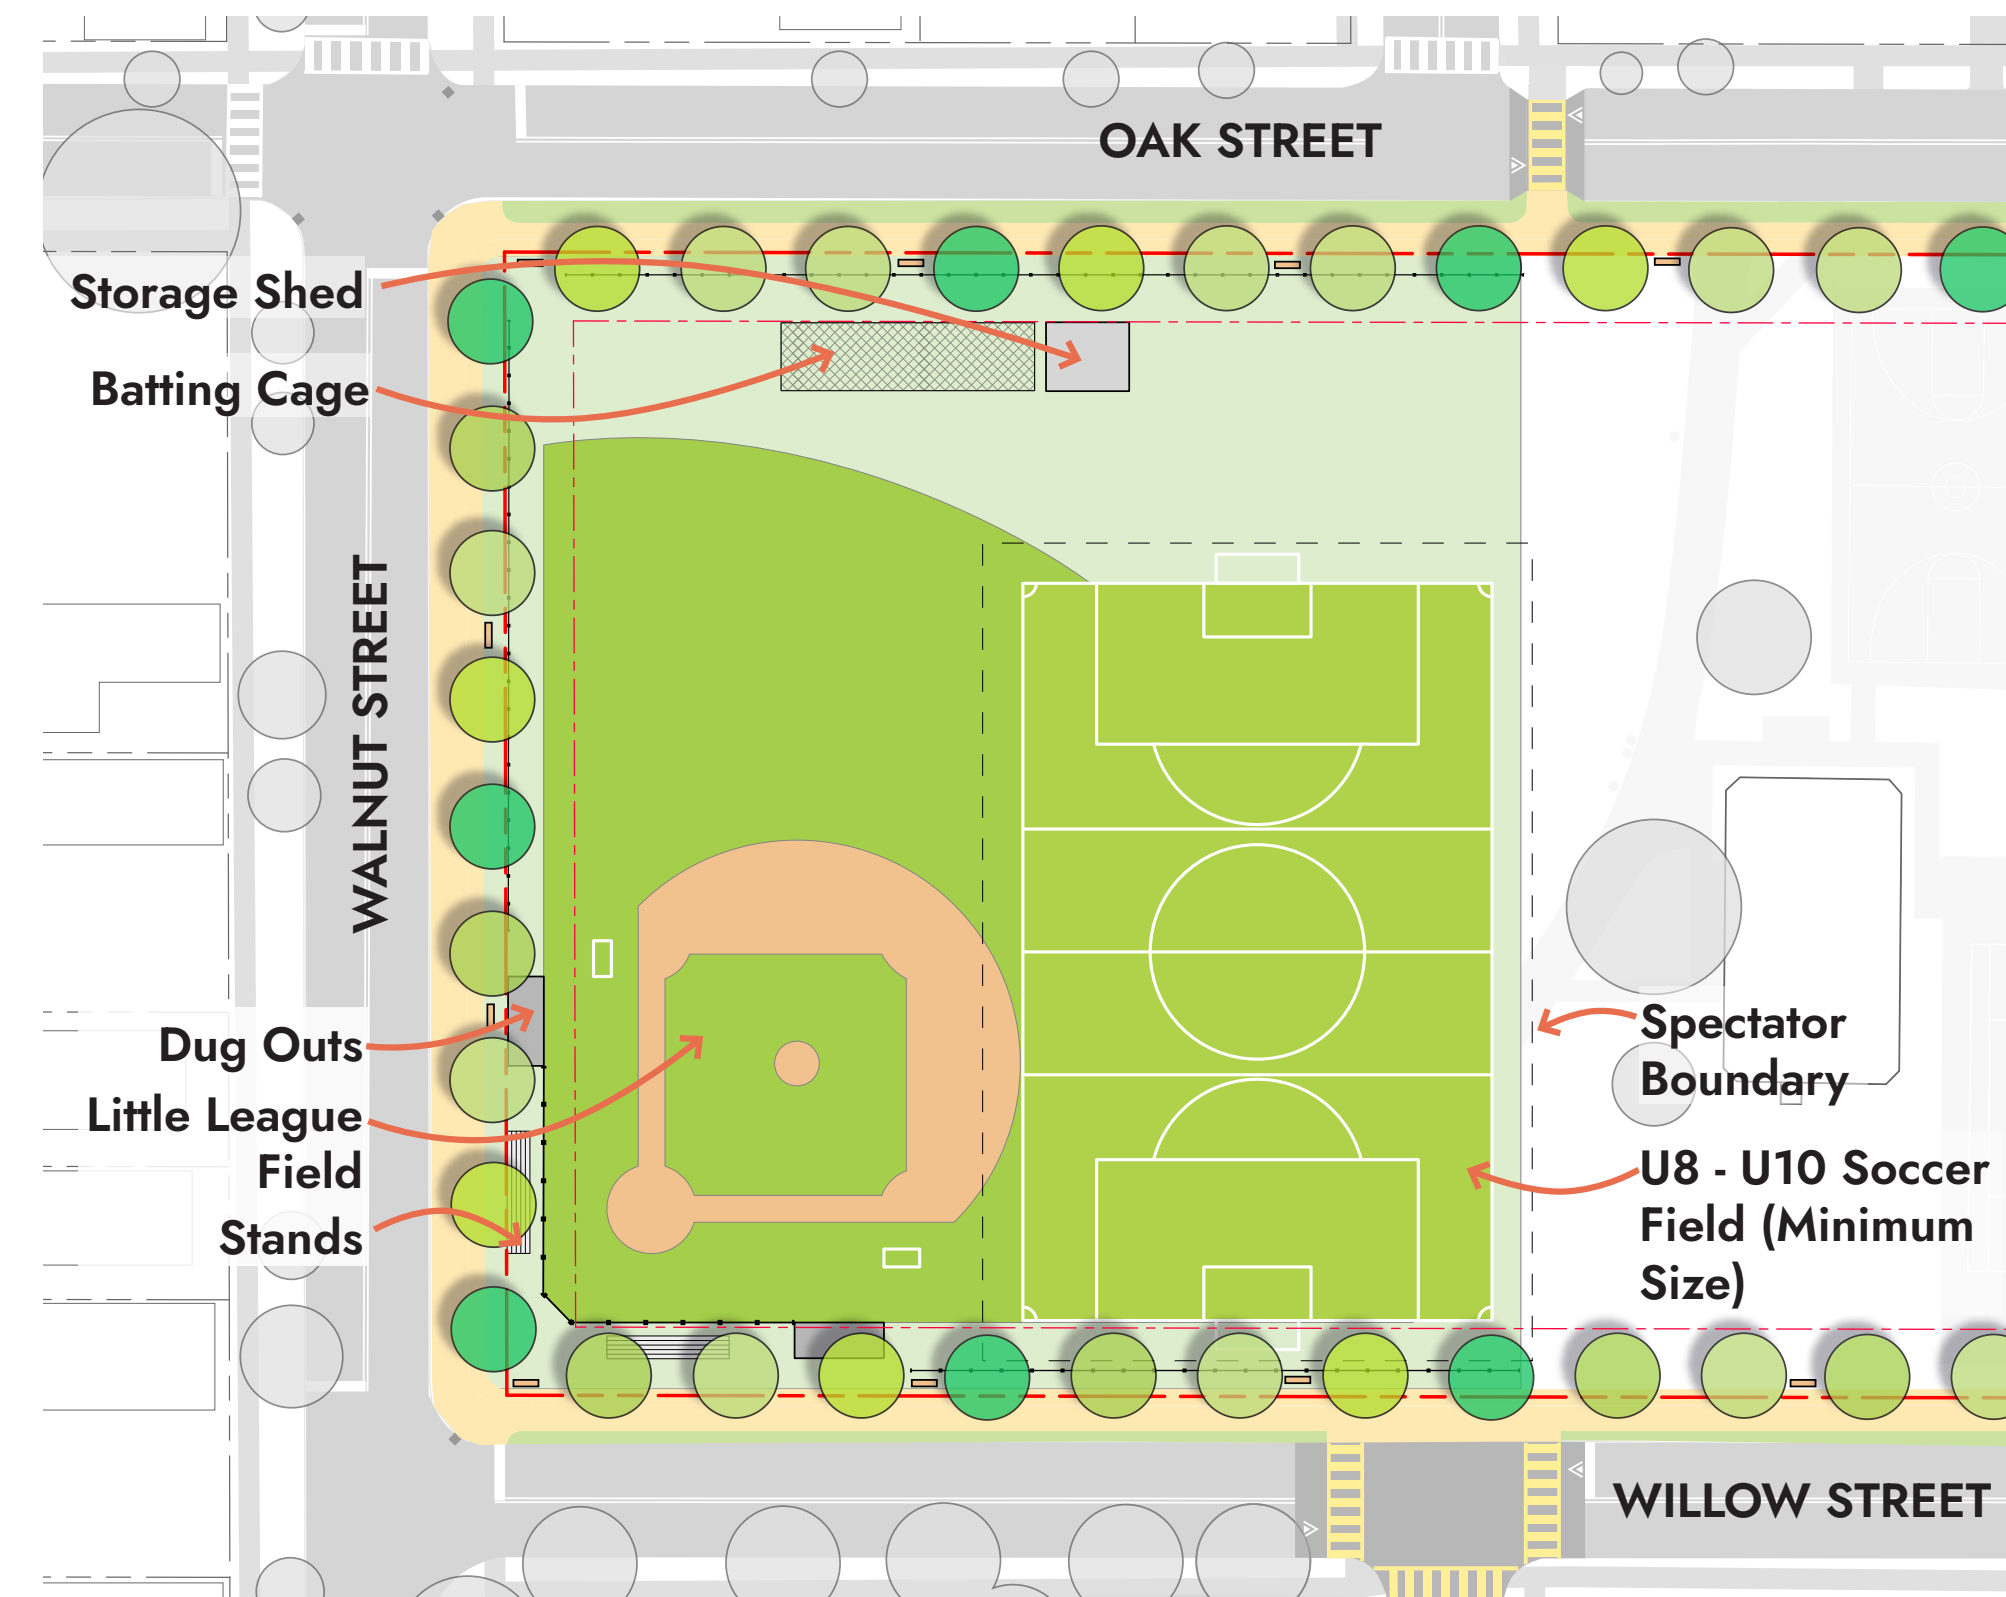 OAK STREET
Storage Shed
Batting Cage
WALNUT STREET
Dug Outs
Little League
Field
Stands
Spectator
Boundary
U8 - U10 Soccer
Field (Minimum
Size)
WILLOW STREET